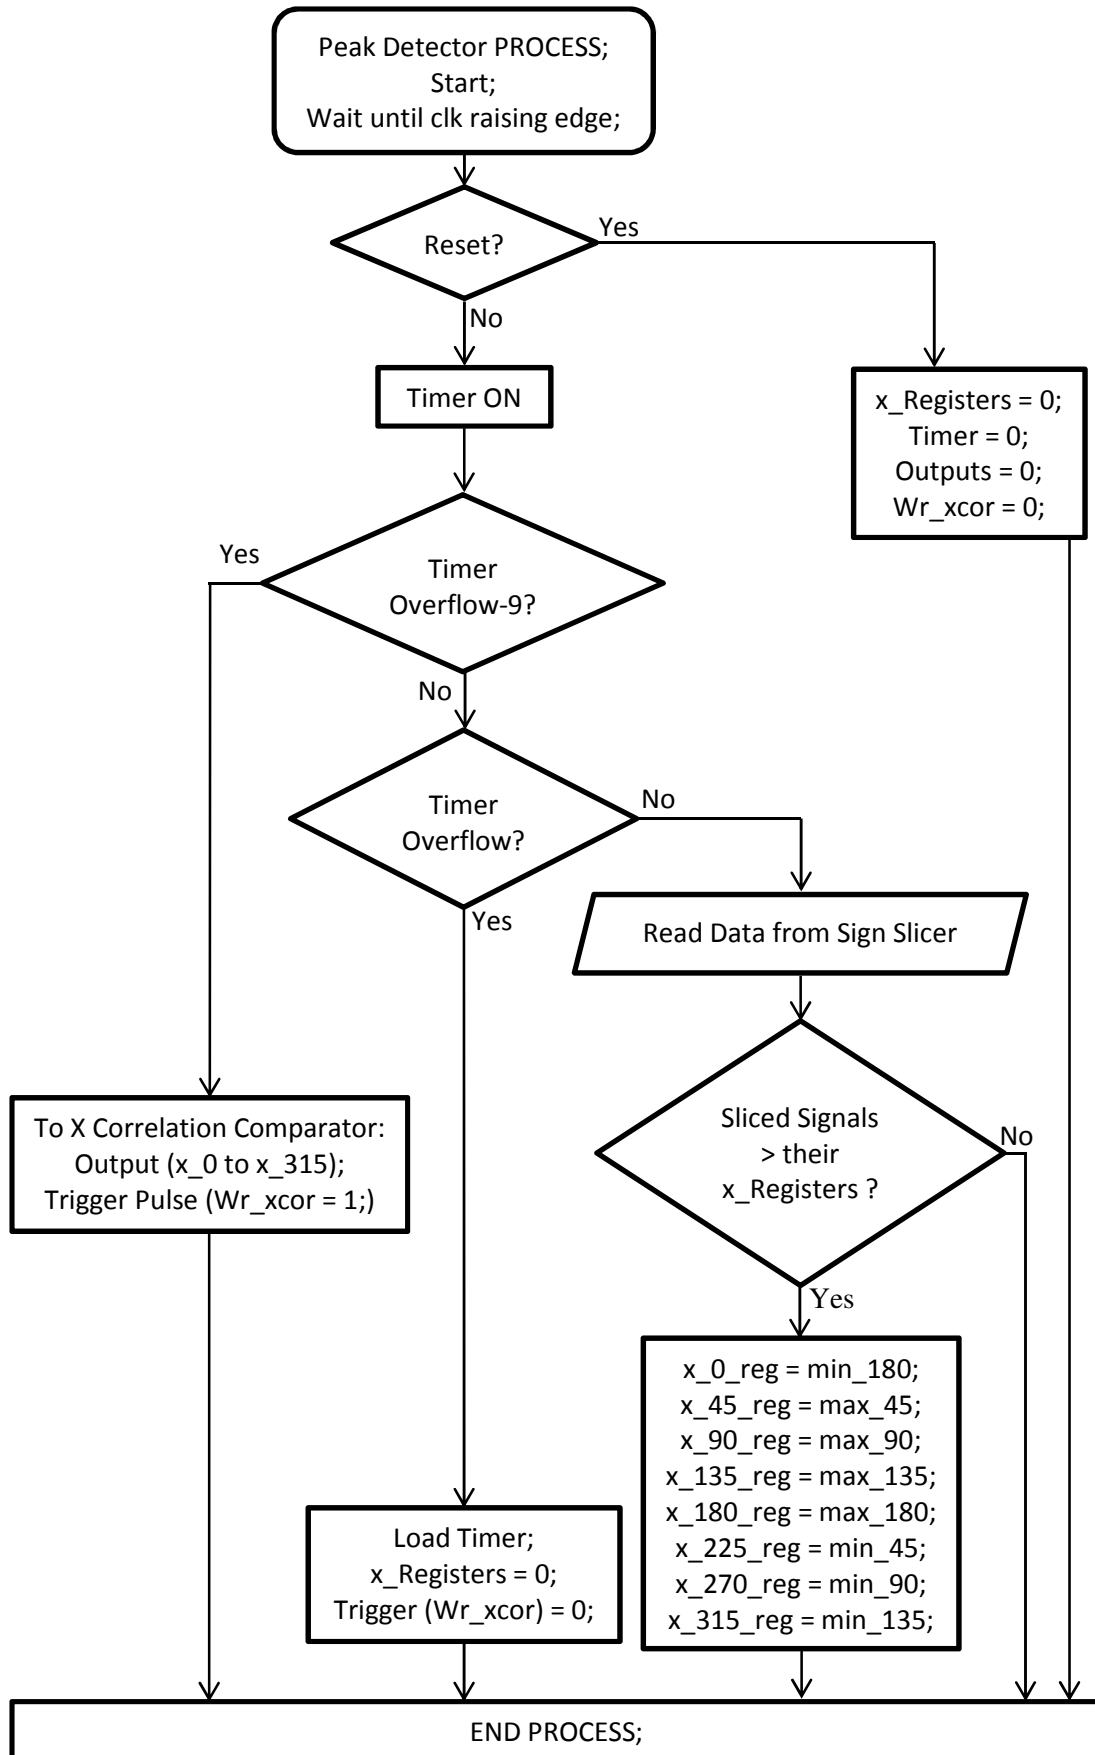 Peak Detector PROCESS;
Start;
Wait until clk raising edge;
Reset?
Yes
No
Timer ON
x_Registers = 0;
Timer = 0;
Outputs = 0;
Wr_xcor = 0;
Yes
Timer
Overflow-9?
No
Timer
Overflow?
No
Yes
Read Data from Sign Slicer
To X Correlation Comparator:
Output (x_0 to x_315);
Trigger Pulse (Wr_xcor = 1;)
Sliced Signals
> their
x_Registers ?
No
Yes
x_0_reg = min_180;
x_45_reg = max_45;
x_90_reg = max_90;
x_135_reg = max_135;
x_180_reg = max_180;
x_225_reg = min_45;
x_270_reg = min_90;
x_315_reg = min_135;
Load Timer;
x_Registers = 0;
Trigger (Wr_xcor) = 0;
END PROCESS;